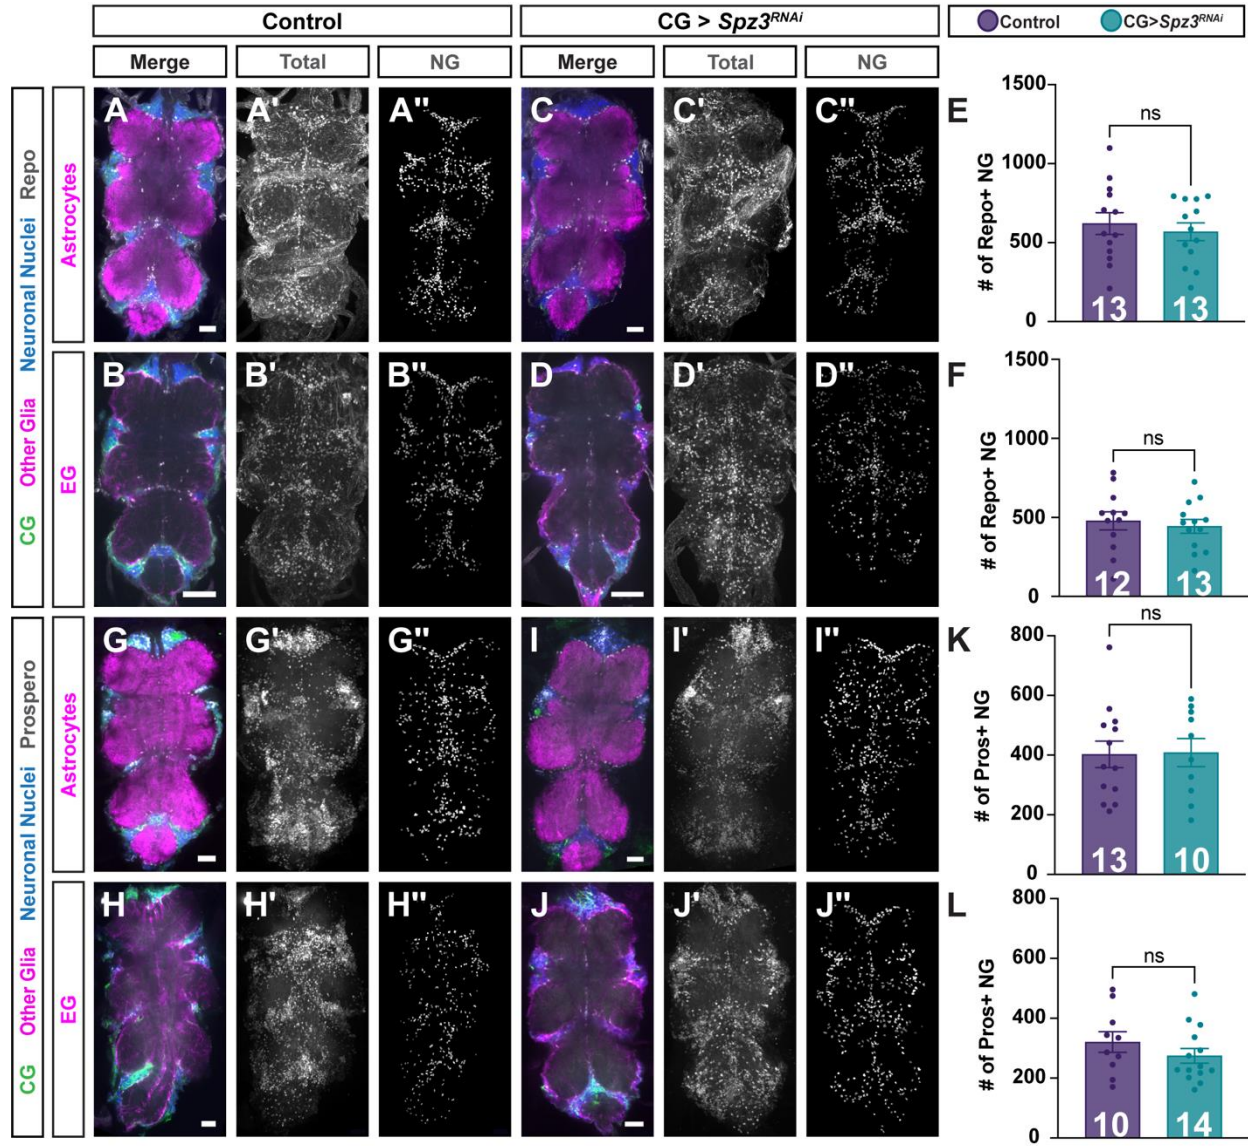 Control
CG > Spz3RNAi
Control
CG>Spz3RNAi
Merge
Total
NG
Merge
Total
NG
CG Other Glia Neuronal Nuclei Repo
Astrocytes
A
A'
A"
C
C'
C"
E
# of Repo+ NG
1500
1000
500
0
ns
13
13
EG
B
B'
B"
D
D'
D"
F
# of Repo+ NG
1500
1000
500
0
ns
12
13
CG Other Glia Neuronal Nuclei Prospero
Astrocytes
G
G'
G"
I
I'
I"
K
# of Pros+ NG
800
600
400
200
0
ns
13
10
EG
H
H'
H"
J
J'
J"
L
# of Pros+ NG
800
600
400
200
0
ns
10
14